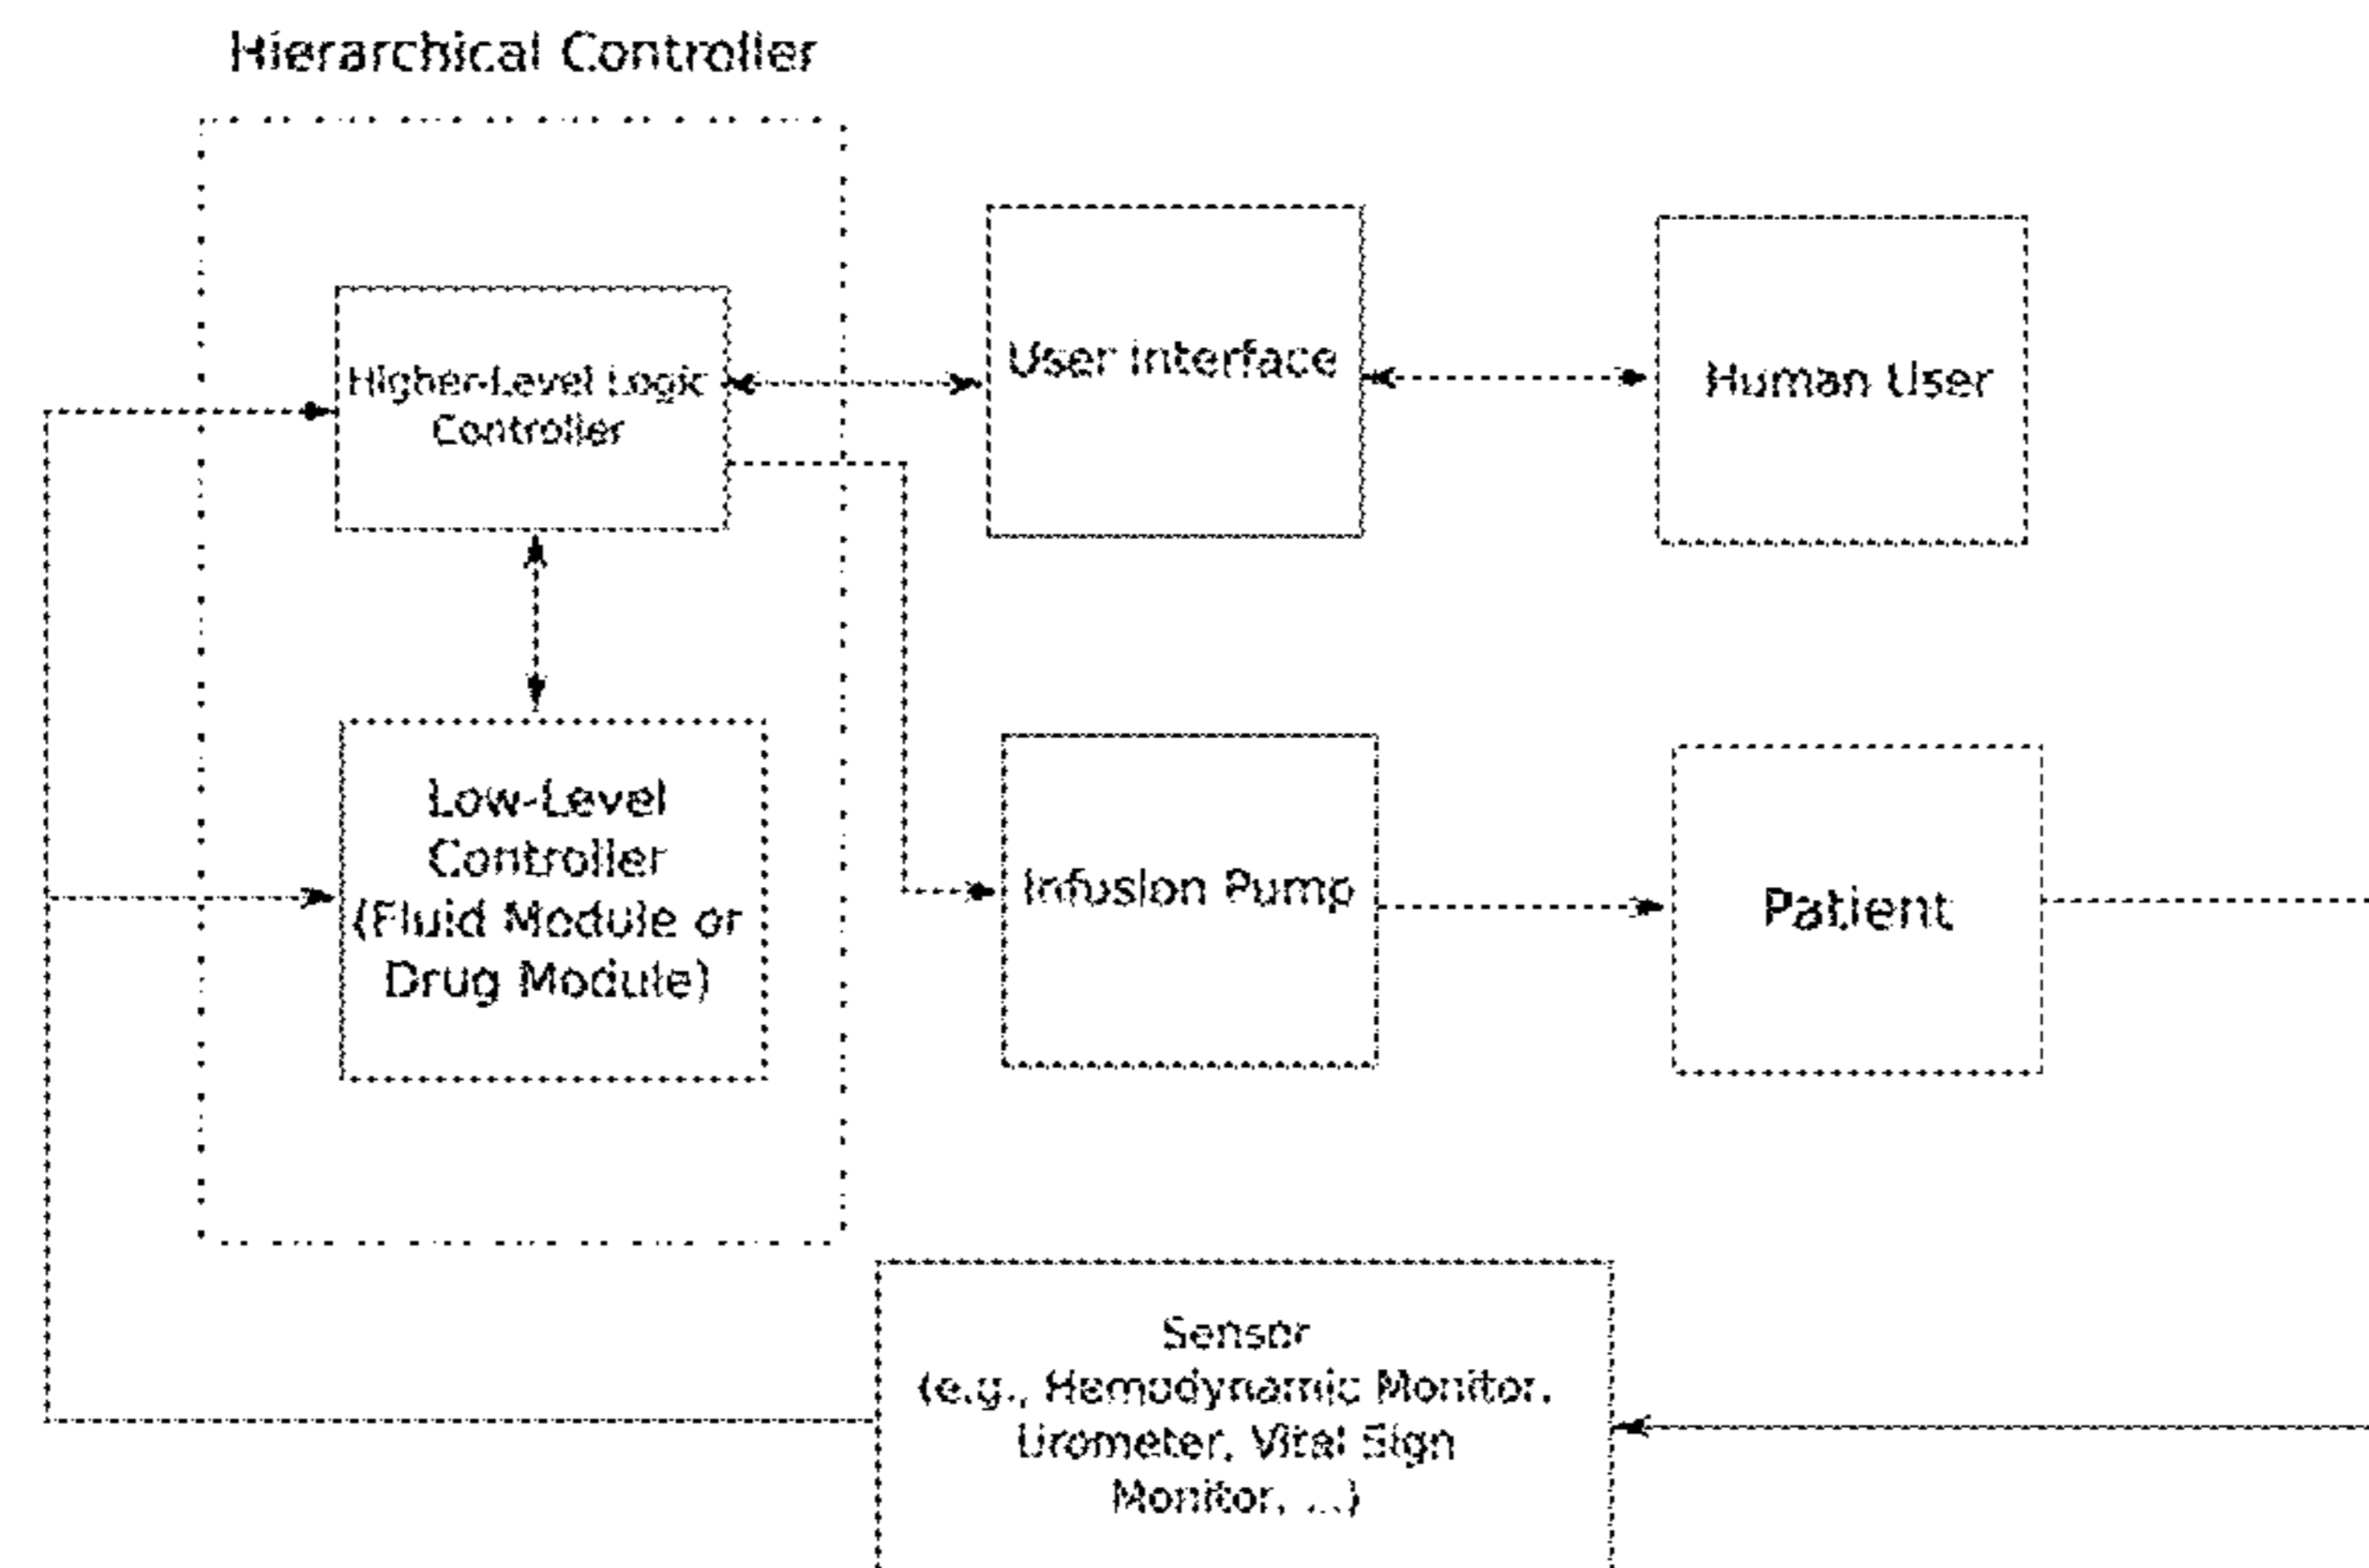 Hierarchical Controller
Higher-Level Logic
Controller
User Interface
Human User
Low-Level
Controller
(Fluid Module or
Drug Module)
Infusion Pump
Patient
Sensor
(e.g., Hemodynamic Monitor,
Urometer, Vital Sign
Monitor, ...)